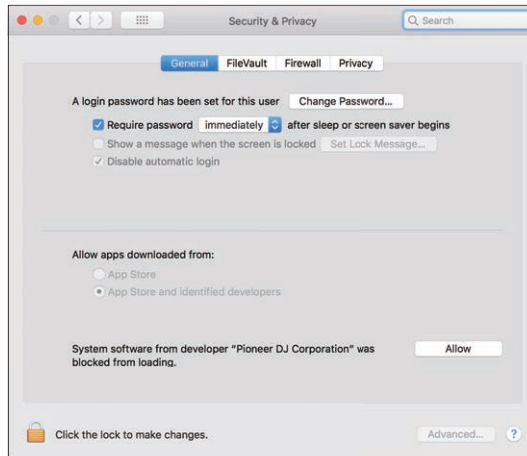 Security & Privacy
Search
General FileVault Firewall Privacy
A login password has been set for this user Change Password...
Require password immediately after sleep or screen saver begins
Show a message when the screen is locked Set Lock Message...
Disable automatic login
Allow apps downloaded from:
App Store
App Store and identified developers
System software from developer “Pioneer DJ Corporation” was Allow
blocked from loading.
Click the lock to make changes. Advanced... ?